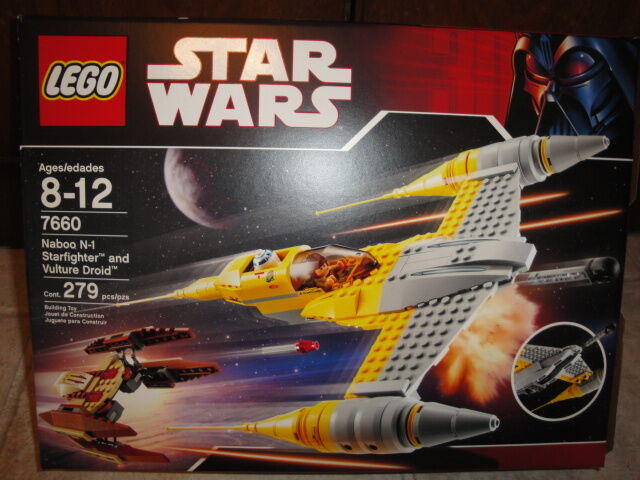 LEGO
STAR
WARS
Ages/edades
8-12
7660
Naboo N-1
Starfighter™ and
Vulture Droid™
Cont. 279 pcs/pzs
Building Toy
Jouet de Construction
Juguete para Construir